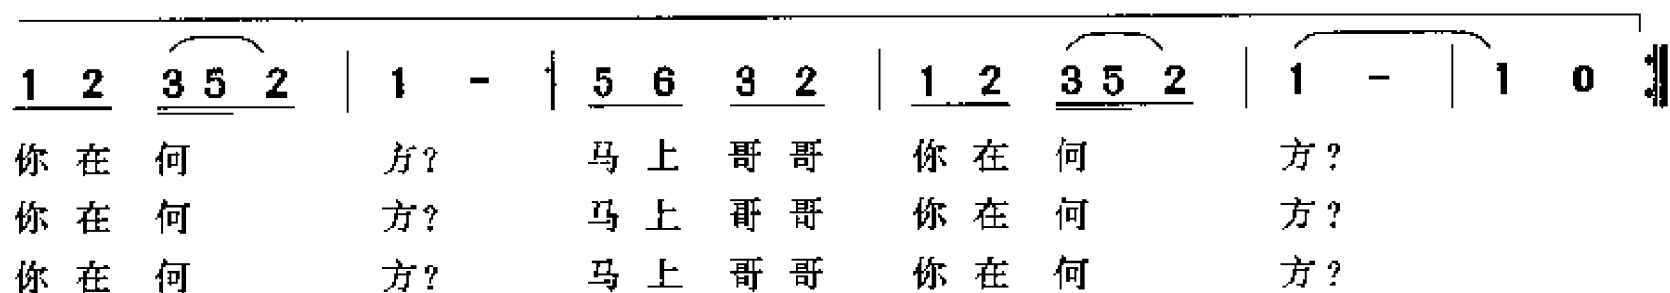 1 2 3 5 2 | 1 - | 5 6 3 2 | 1 2 3 5 2 | 1 - | 1 0 :‖
你在何 方？ 马上哥哥 你在何 方？
你在何 方？ 马上哥哥 你在何 方？
你在何 方？ 马上哥哥 你在何 方？